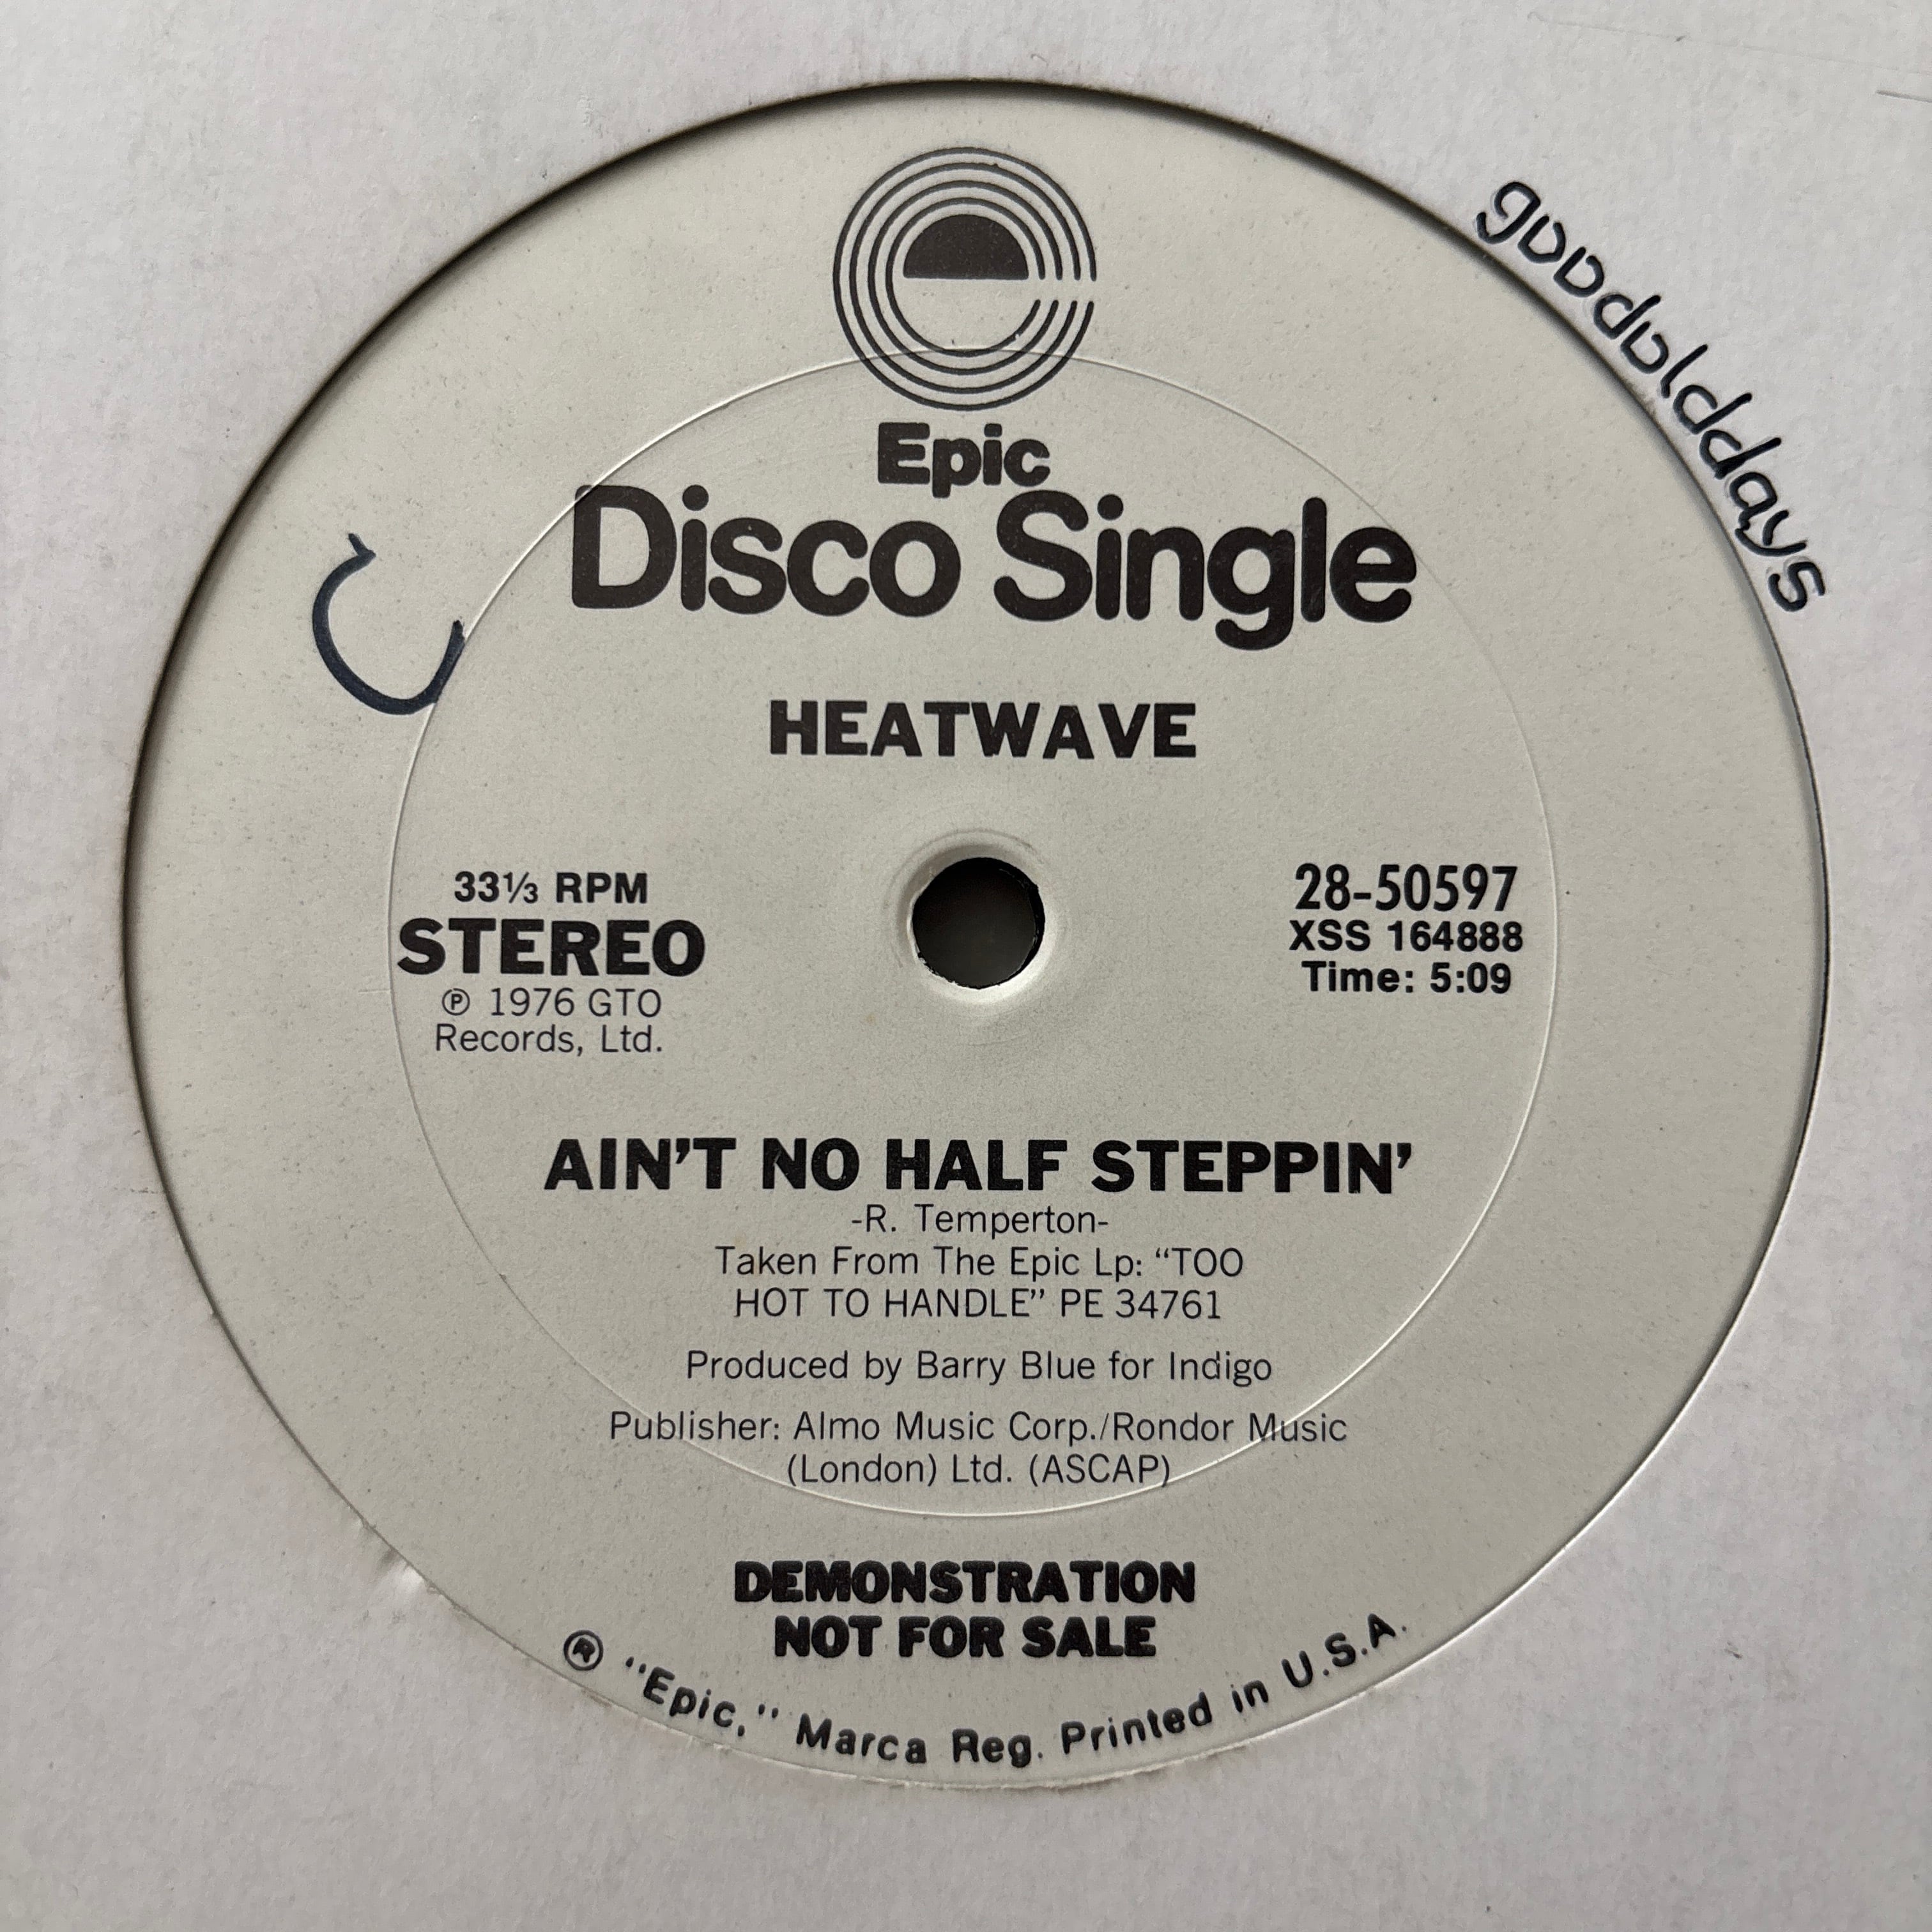 gooddolddays
Epic
Disco Single
C
HEATWAVE
33⅓ RPM
STEREO
℗ 1976 GTO
Records, Ltd.
28-50597
XSS 164888
Time: 5:09
AIN'T NO HALF STEPPIN'
-R. Temperton-
Taken From The Epic Lp: “TOO
HOT TO HANDLE” PE 34761
Produced by Barry Blue for Indigo
Publisher: Almo Music Corp./Rondor Music
(London) Ltd. (ASCAP)
DEMONSTRATION
NOT FOR SALE
® "Epic," Marca Reg. Printed in U.S.A.